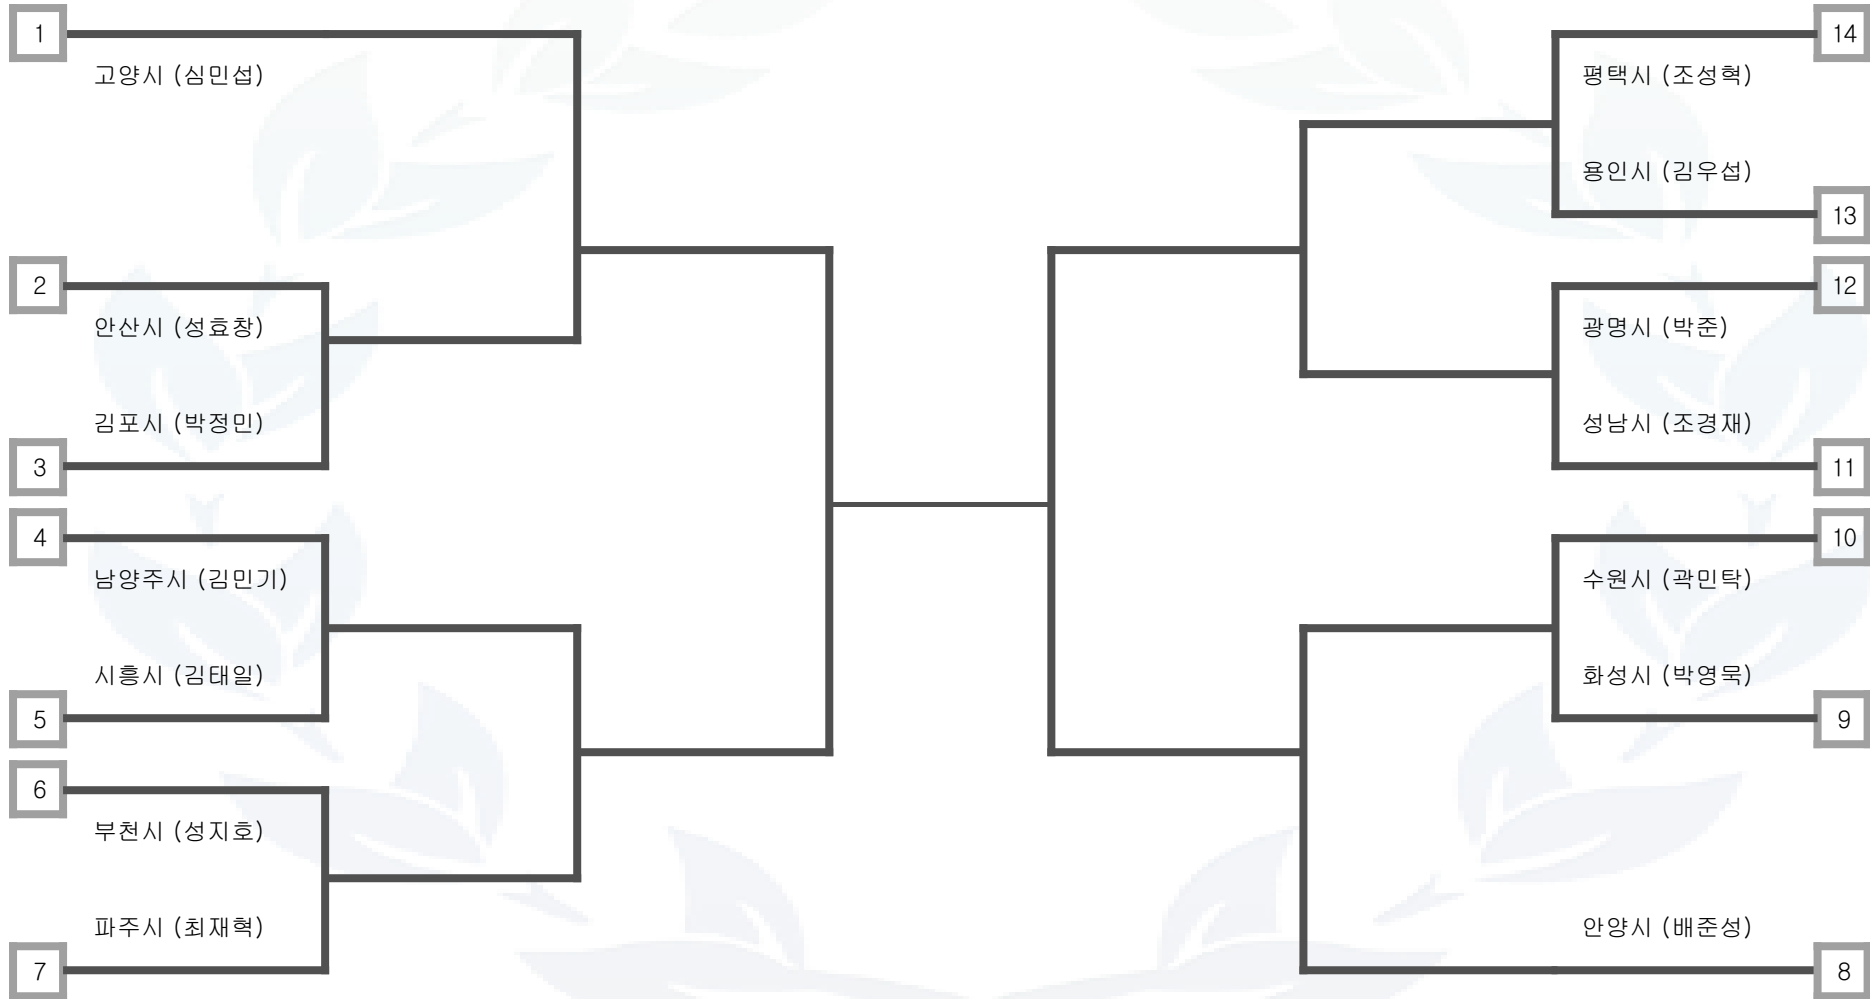 1
고양시 (심민섭)
2
안산시 (성효창)
김포시 (박정민)
3
4
남양주시 (김민기)
시흥시 (김태일)
5
6
부천시 (성지호)
파주시 (최재혁)
7
14
평택시 (조성혁)
용인시 (김우섭)
13
12
광명시 (박준)
성남시 (조경재)
11
10
수원시 (곽민탁)
화성시 (박영묵)
9
안양시 (배준성)
8